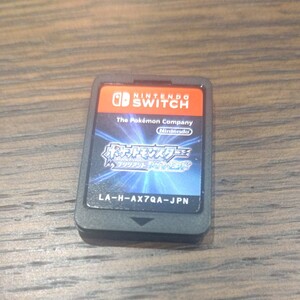 NINTENDO
SWITCH
The Pokémon Company
Nintendo
ポケットモンスター
LA-H-AX7QA-JPN